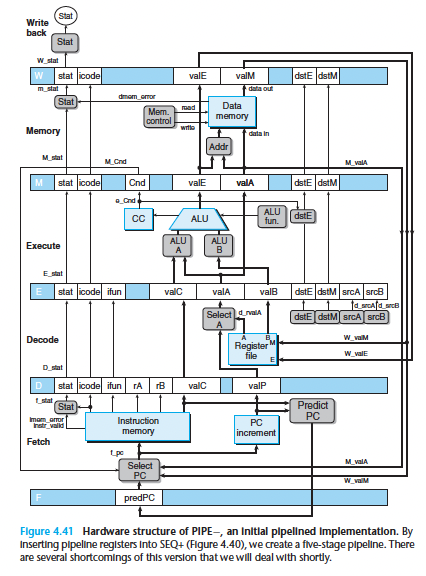 Stat
Write
back
Stat
W_stat
W stat icode valE valM dstE dstM
m_stat
Stat
dmem_error
data out
Mem.
control
read
write
Data
memory
Memory
data in
Addr
M_stat
M_Cnd
M_valA
M stat icode Cnd valE valA dstE dstM
e_Cnd
CC
ALU
ALU
fun.
dstE
ALU
A
ALU
B
Execute
E_stat
E stat icode ifun valC valA valB dstE dstM srcA srcB
d_srcA d_srcB
Select
A
d_rvalA
dstE dstM srcA srcB
A B
M
Register
file
E
W_valM
W_valE
Decode
D_stat
D stat icode ifun rA rB valC valP
f_stat
Stat
Predict
PC
imem_error
instr_valid
Instruction
memory
PC
increment
Fetch
f_pc
Select
PC
M_valA
W_valM
F predPC
Figure 4.41 Hardware structure of PIPE–, an initial pipelined implementation. By
inserting pipeline registers into SEQ+ (Figure 4.40), we create a five-stage pipeline. There
are several shortcomings of this version that we will deal with shortly.